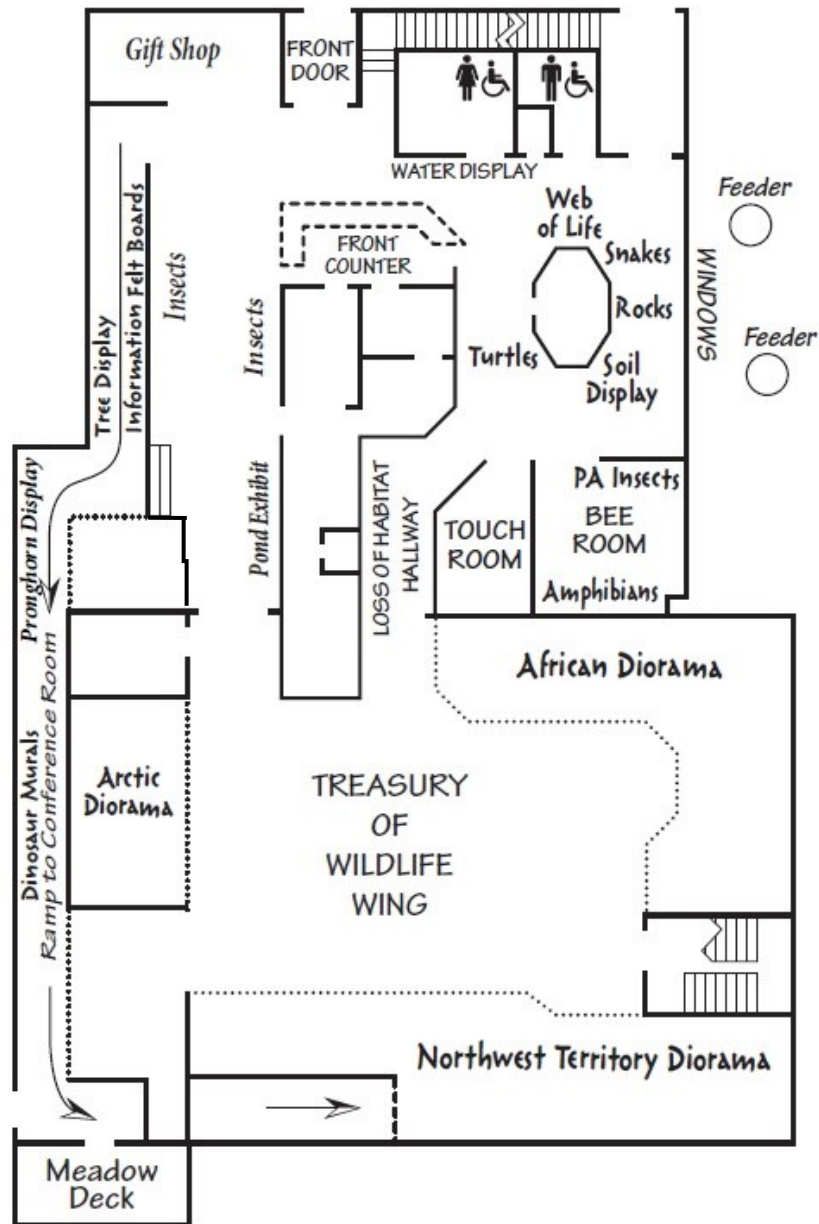 Gift Shop
FRONT
DOOR
WATER DISPLAY
Web
of Life
Snakes
Rocks
Soil
Display
Turtles
WINDOWS
Feeder
Feeder
FRONT
COUNTER
Insects
Insects
Tree Display
Information Felt Boards
Pronghorn Display
Pond Exhibit
LOSS OF HABITAT
HALLWAY
TOUCH
ROOM
PA Insects
BEE
ROOM
Amphibians
African Diorama
Dinosaur Murals
Ramp to Conference Room
Arctic
Diorama
TREASURY
OF
WILDLIFE
WING
Northwest Territory Diorama
Meadow
Deck